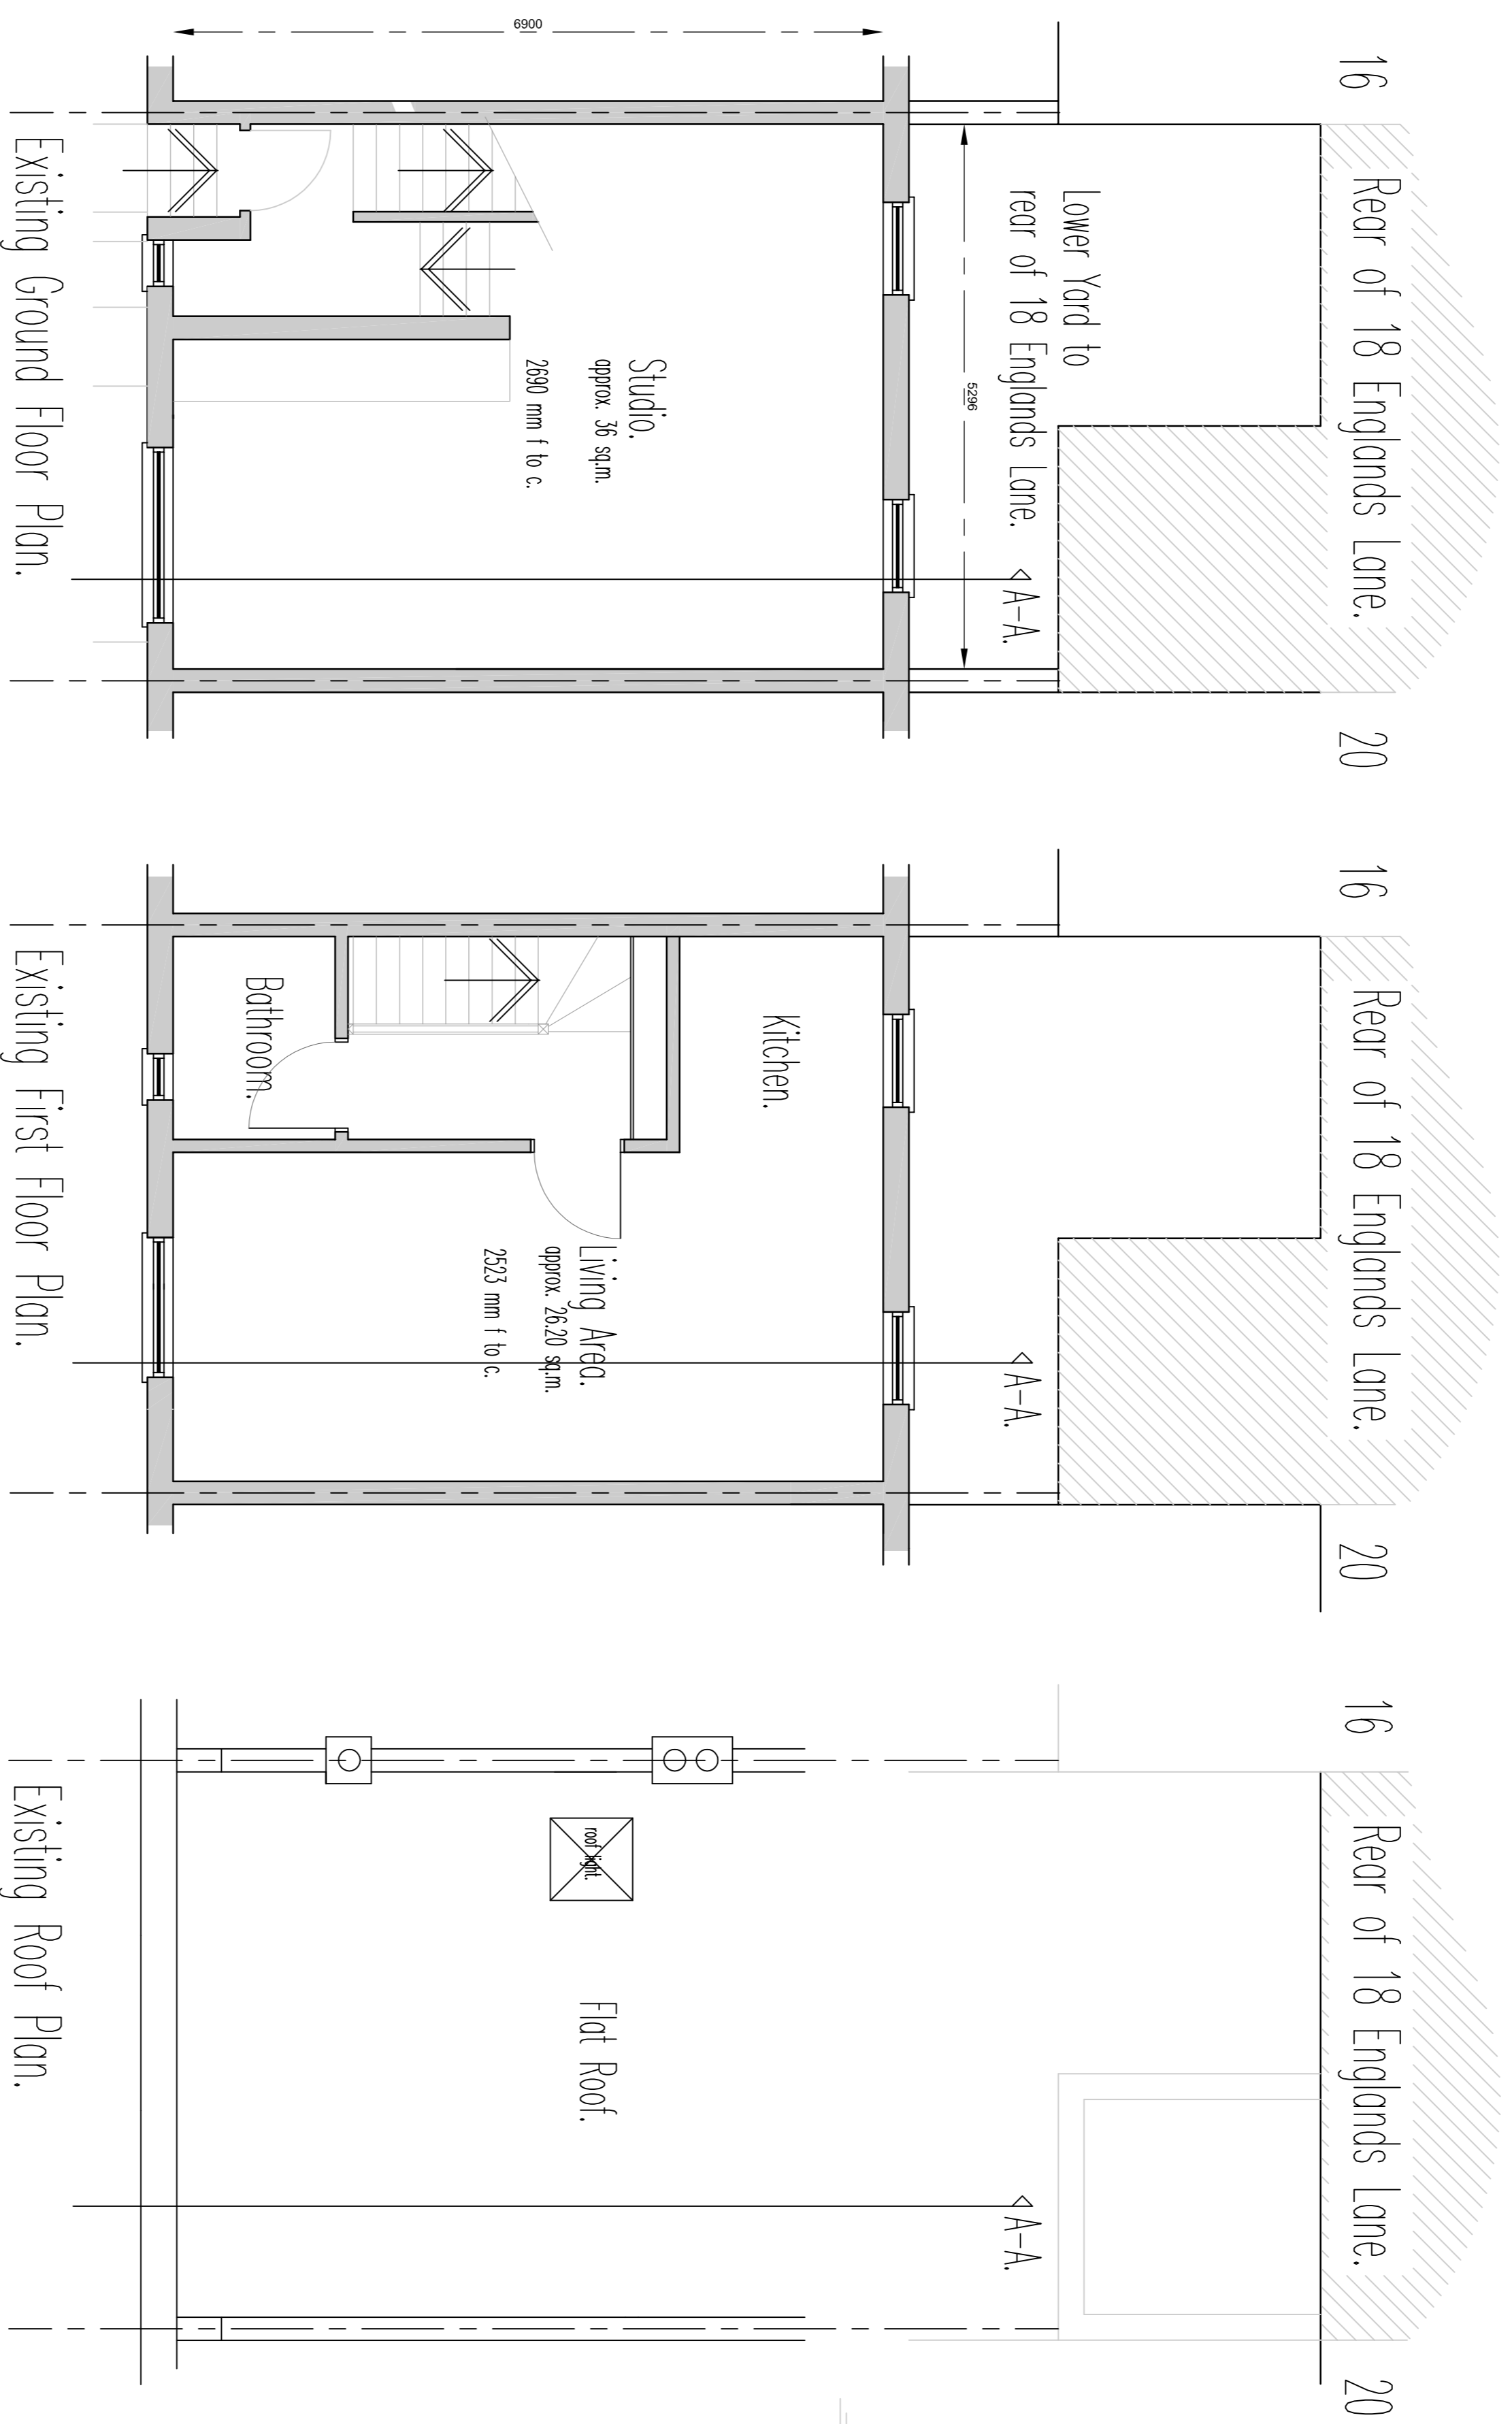 16
Rear of 18 Englands Lane.
20
Lower Yard to
rear of 18 Englands Lane.
5296
A-A.
6900
Studio.
approx. 36 sq.m.
2690 mm f to c.
Existing Ground Floor Plan.
16
Rear of 18 Englands Lane.
20
A-A.
Kitchen.
Living Area.
approx. 26.20 sq.m.
2523 mm f to c.
Bathroom.
Existing First Floor Plan.
16
Rear of 18 Englands Lane.
20
A-A.
roof light.
Flat Roof.
Existing Roof Plan.